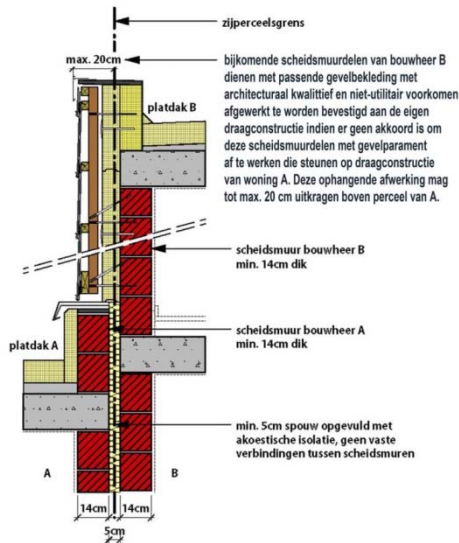 zijperceelsgrens
max. 20cm
bijkomende scheidsmuurdelen van bouwheer B
dienen met passende gevelbekleding met
architecturaal kwalittief en niet-utilitair voorkomen
afgewerkt te worden bevestigd aan de eigen
draagconstructie indien er geen akkoord is om
deze scheidsmuurdelen met gevelparament
af te werken die steunen op draagconstructie
van woning A. Deze ophangende afwerking mag
tot max. 20 cm uitkragen boven perceel van A.
platdak B
scheidsmuur bouwheer B
min. 14cm dik
scheidsmuur bouwheer A
min. 14cm dik
platdak A
min. 5cm spouw opgevuld met
akoestische isolatie, geen vaste
verbindingen tussen scheidsmuren
A
B
14cm
14cm
5cm